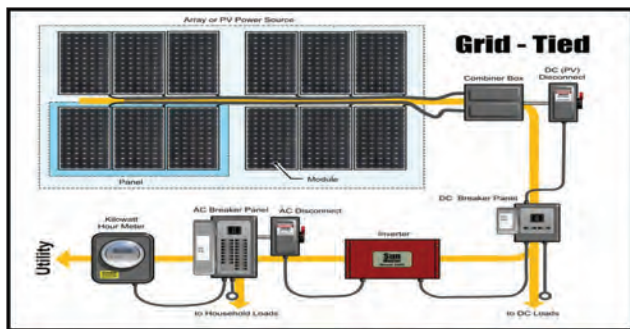 Array or PV Power Source
Grid - Tied
DC (PV)
Disconnect
Combiner Box
Module
Panel
DC Breaker Panel
AC Breaker Panel
AC Disconnect
Kilowatt
Hour Meter
Inverter
Sun
Utility
to Household Loads
to DC Loads